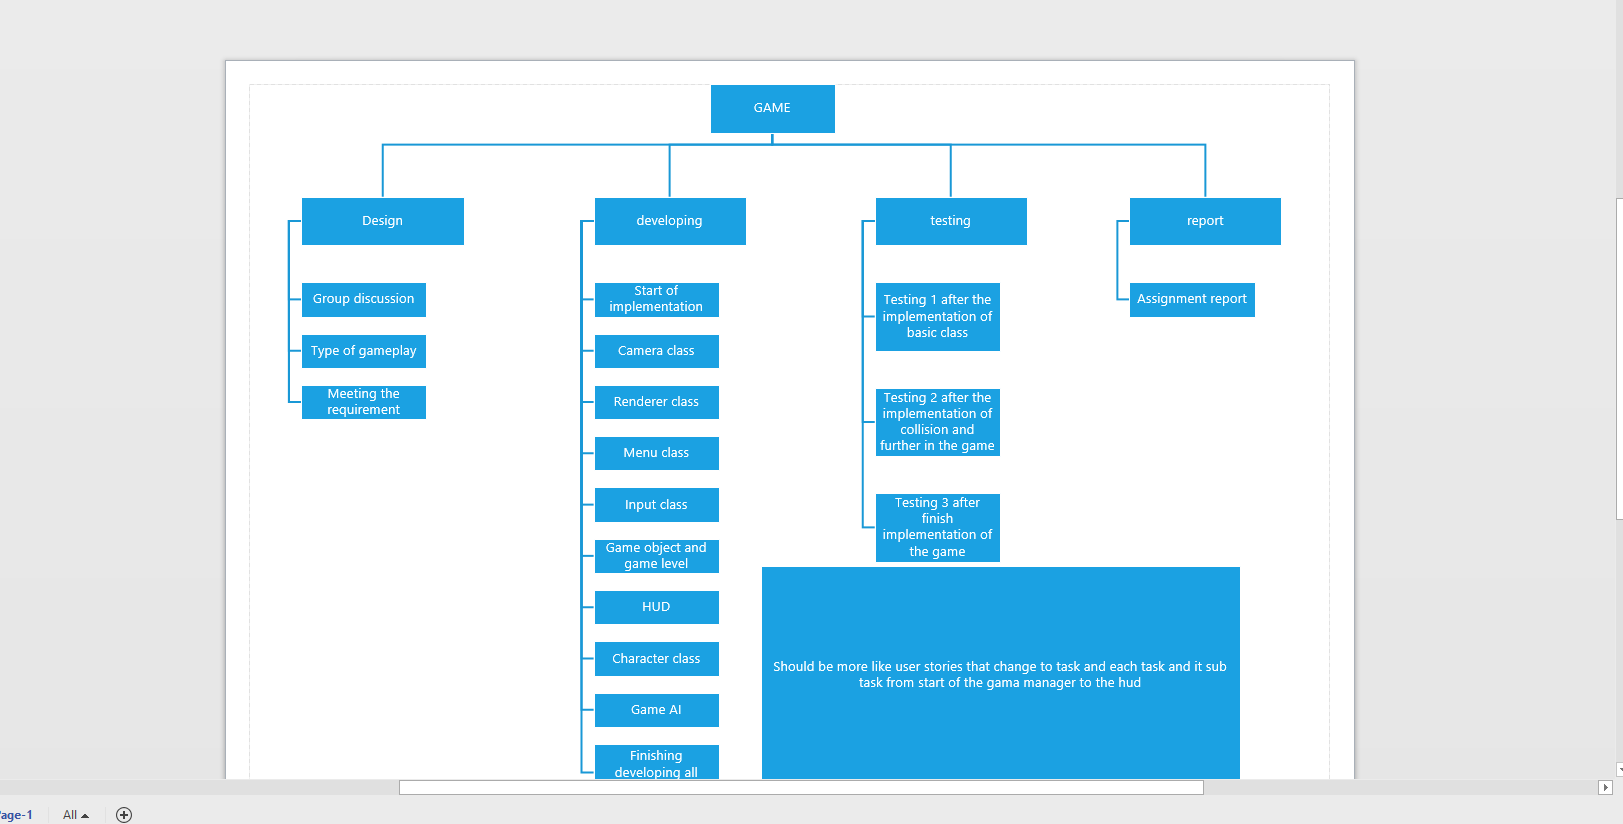 GAME
Design
developing
testing
report
Group discussion
Type of gameplay
Meeting the
requirement
Start of
implementation
Camera class
Renderer class
Menu class
Input class
Game object and
game level
HUD
Character class
Game AI
Finishing
developing all
Testing 1 after the
implementation of
basic class
Testing 2 after the
implementation of
collision and
further in the game
Testing 3 after
finish
implementation of
the game
Assignment report
Should be more like user stories that change to task and each task and it sub
task from start of the gama manager to the hud
age-1
All